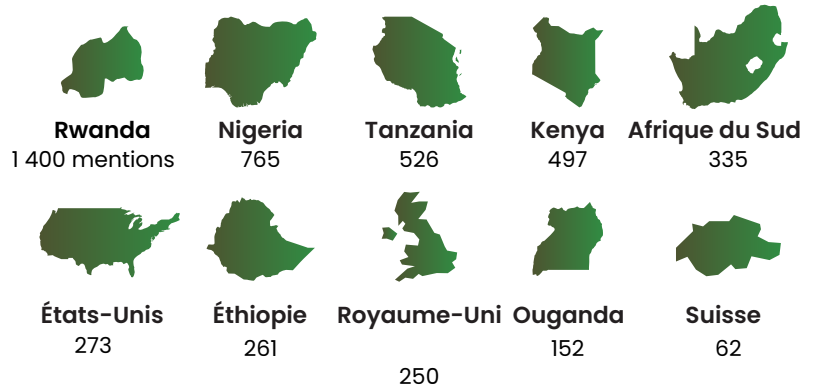 Rwanda Nigeria Tanzania Kenya Afrique du Sud
1 400 mentions 765 526 497 335
États-Unis Éthiopie Royaume-Uni Ouganda Suisse
273 261 152 62
250